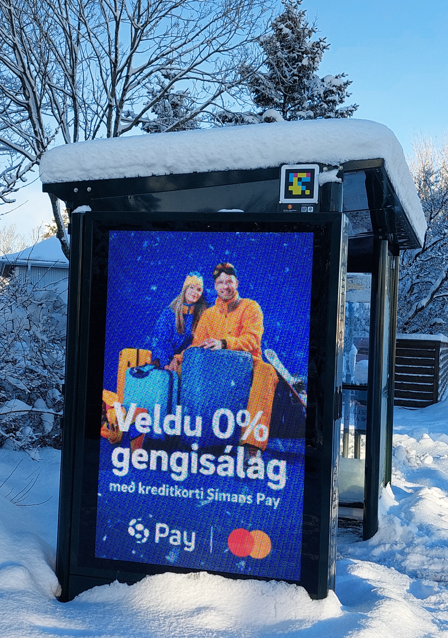 Veldu 0%
gengisálag
með kreditkorti Símans Pay
Pay